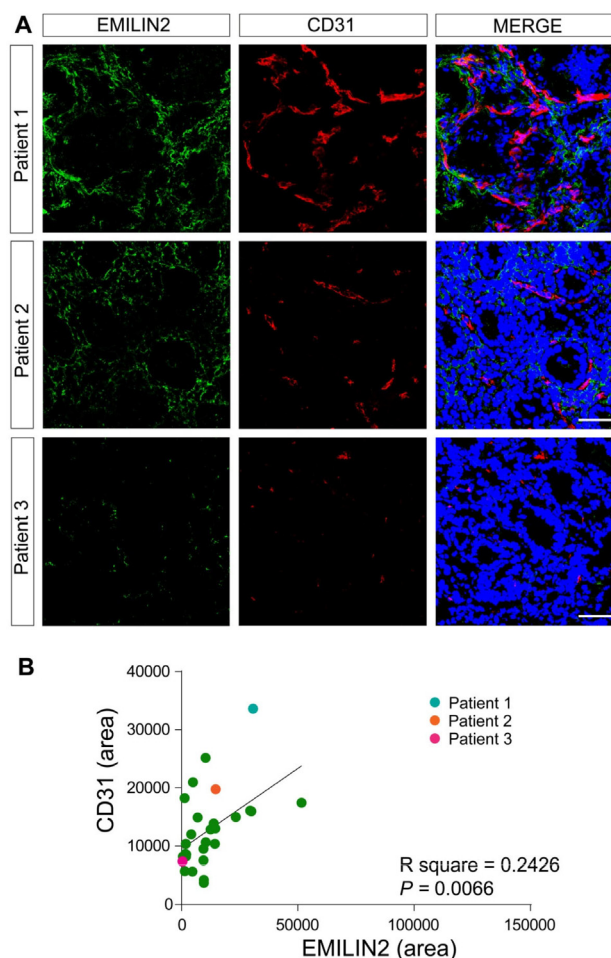 A
EMILIN2 CD31 MERGE
Patient 1
Patient 2
Patient 3
B
40000
30000
20000
10000
0
CD31 (area)
0 50000 100000 150000
EMILIN2 (area)
Patient 1
Patient 2
Patient 3
R square = 0.2426
P = 0.0066